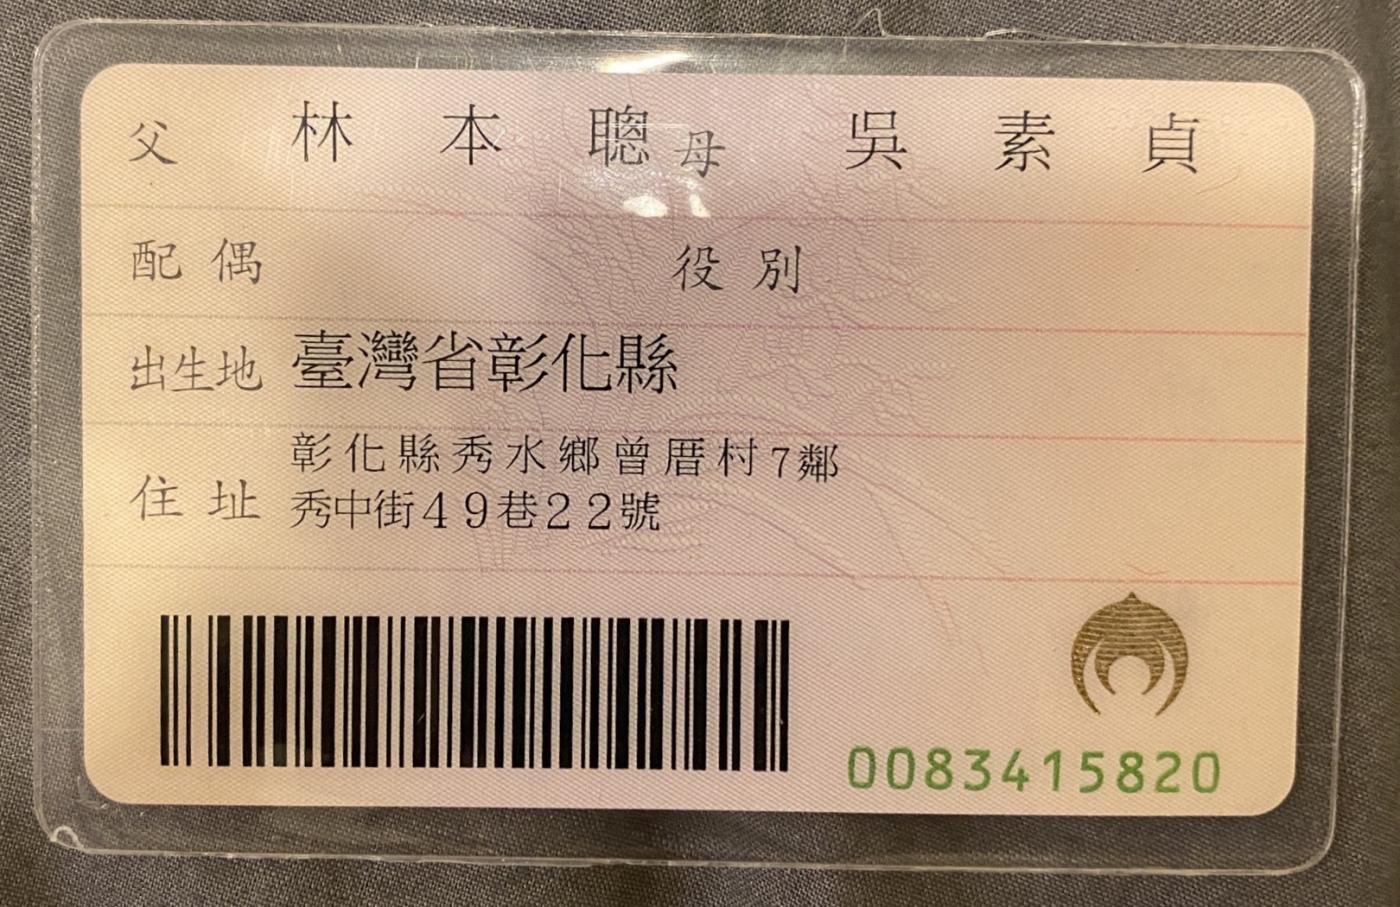 父 林本聰 母 吳素貞
配偶 役別
出生地 臺灣省彰化縣
住址 彰化縣秀水鄉曾厝村7鄰
秀中街49巷22號
0083415820